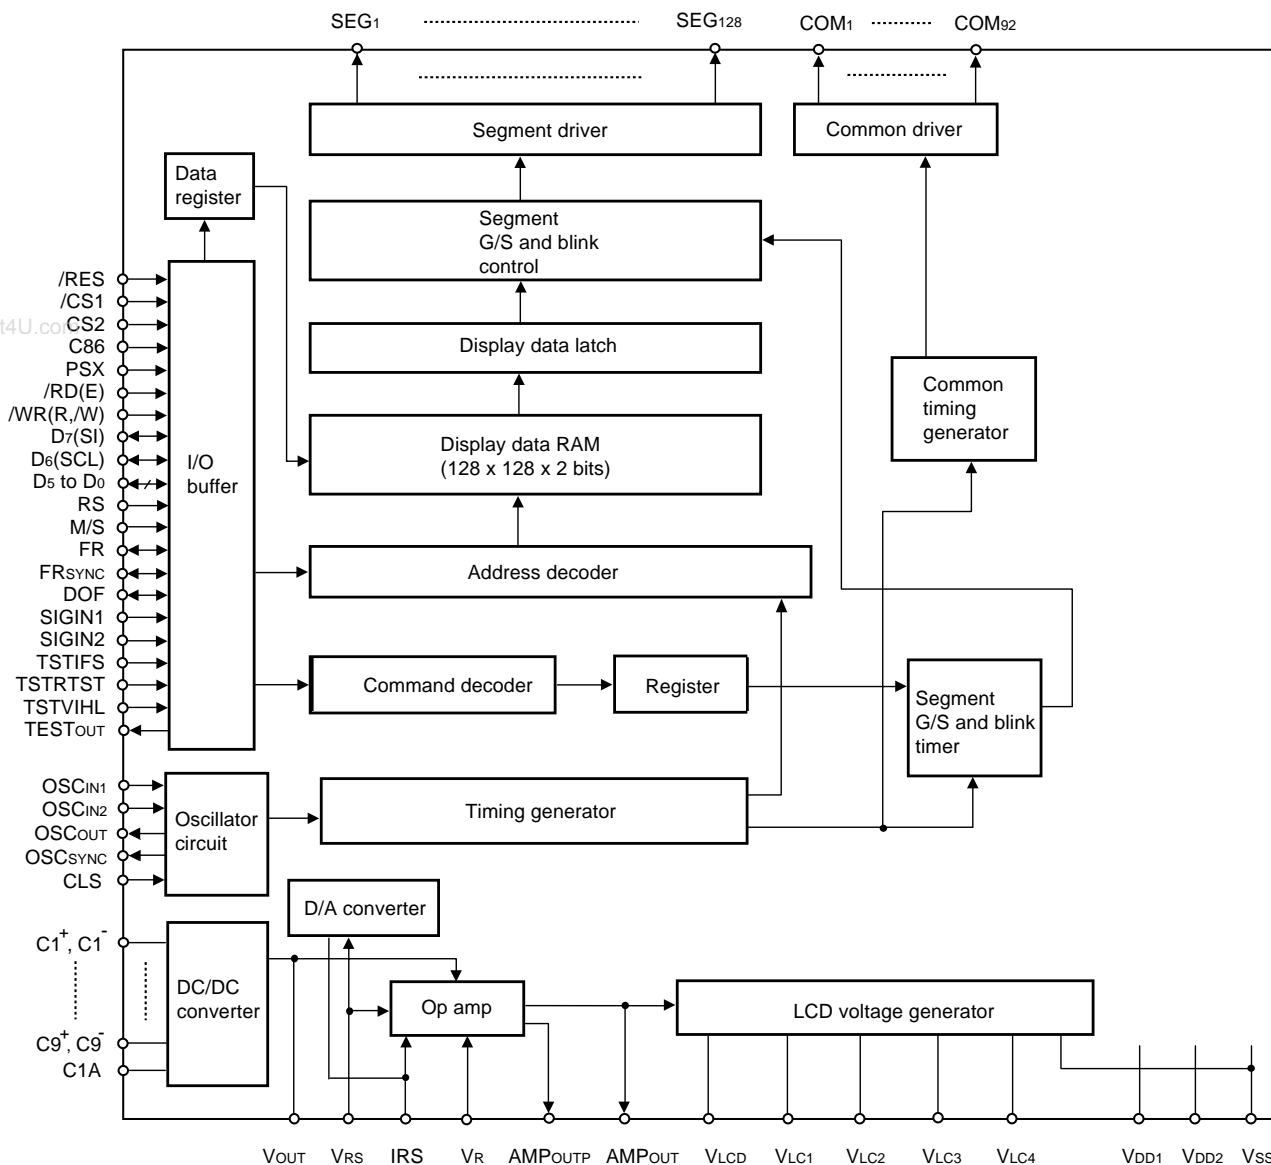 SEG1 SEG128 COM1 COM92
Segment driver
Common driver
Data
register
Segment
G/S and blink
control
/RES
/CS1
t4U.com
CS2
C86
PSX
/RD(E)
/WR(R,/W)
D7(SI)
D6(SCL)
D5 to D0
RS
M/S
FR
FRSYNC
DOF
SIGIN1
SIGIN2
TSTIFS
TSTRTST
TSTVIHL
TESTOUT
I/O
buffer
Display data latch
Common
timing
generator
Display data RAM
(128 x 128 x 2 bits)
Address decoder
Command decoder
Register
Segment
G/S and blink
timer
OSCIN1
OSCIN2
OSCOUT
OSCSYNC
CLS
Oscillator
circuit
Timing generator
D/A converter
C1+, C1-
C9+, C9-
C1A
DC/DC
converter
Op amp
LCD voltage generator
VOUT VRS IRS VR AMPOUTP AMPOUT VLCD VLC1 VLC2 VLC3 VLC4 VDD1 VDD2 VSS